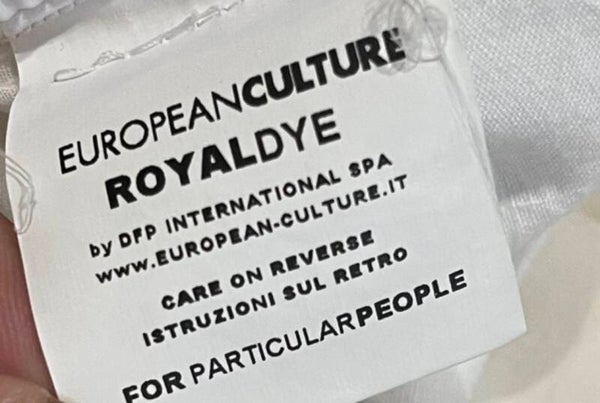 EUROPEANCULTURE
ROYALDYE
by DFP INTERNATIONAL SPA
WWW.EUROPEAN-CULTURE.IT
CARE ON REVERSE
ISTRUZIONI SUL RETRO
FOR PARTICULARPEOPLE